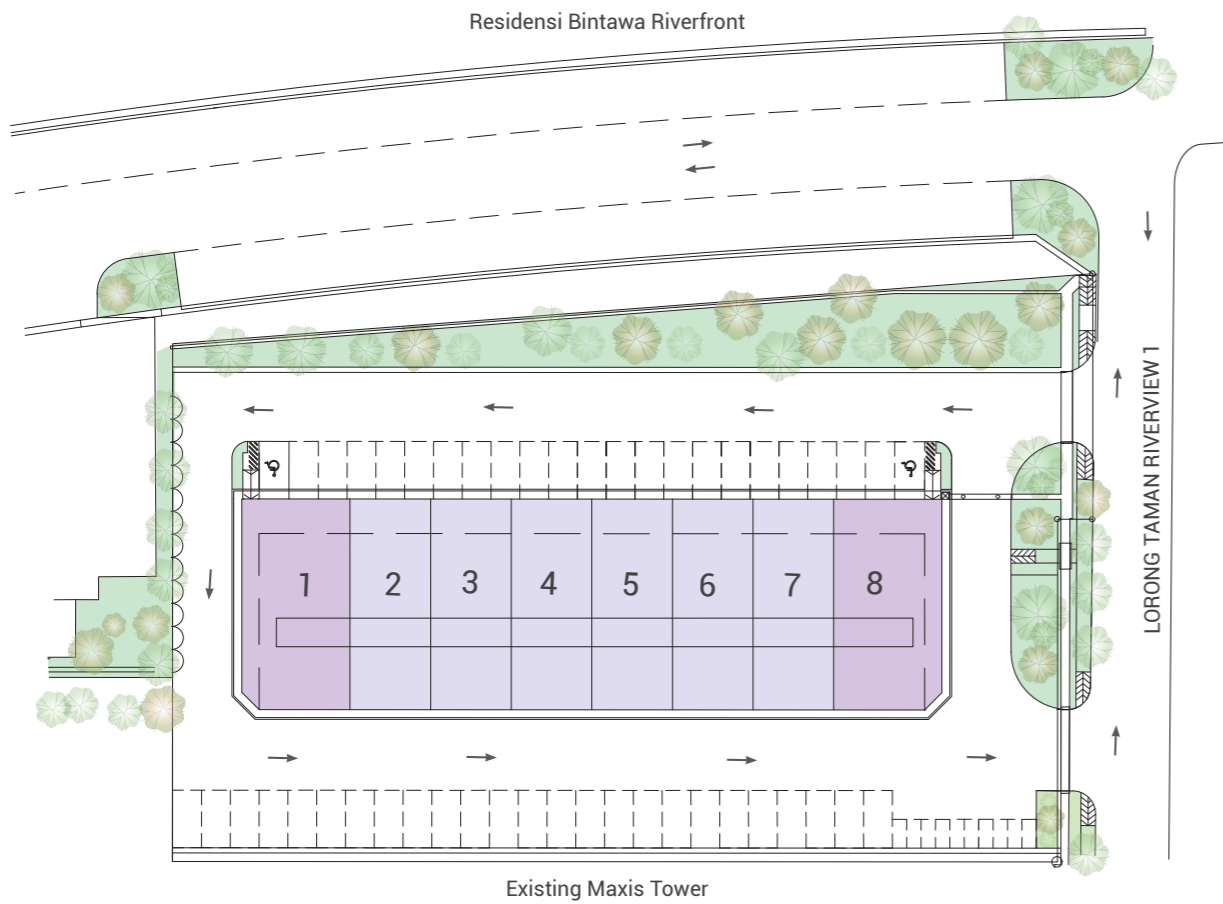 Residensi Bintawa Riverfront
LORONG TAMAN RIVERVIEW 1
1
2
3
4
5
6
7
8
Existing Maxis Tower